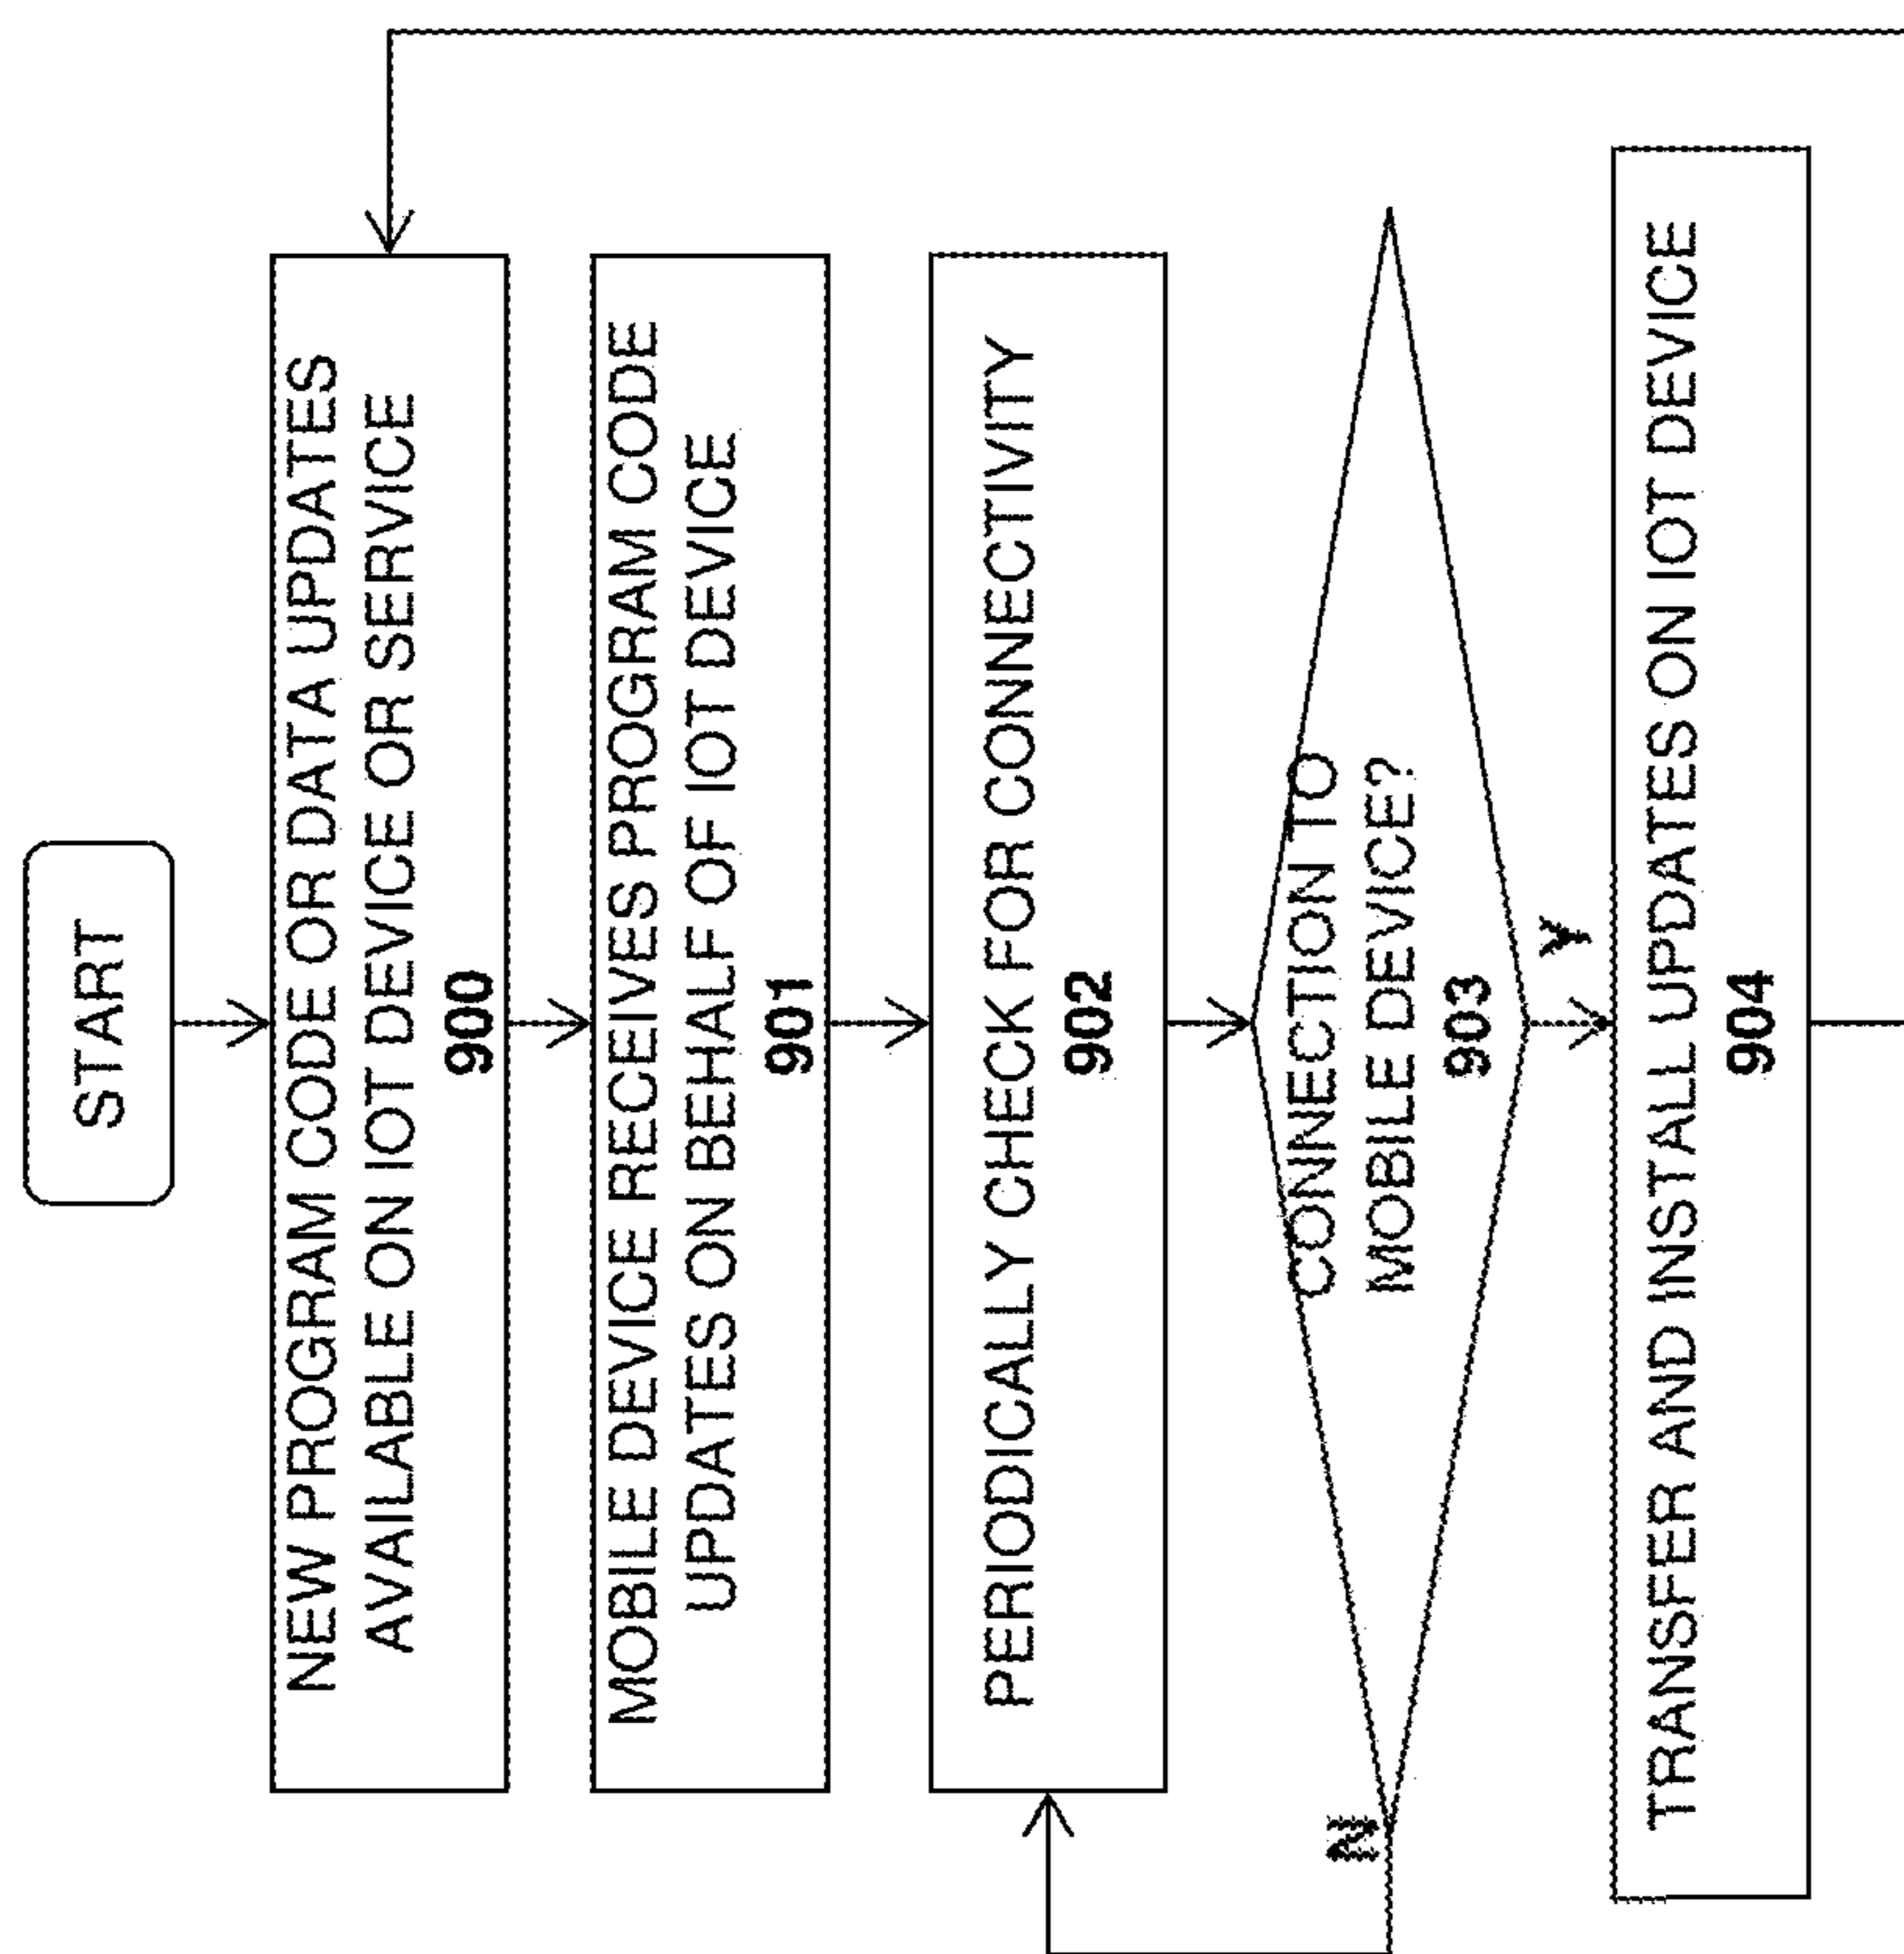 START
NEW PROGRAM CODE OR DATA UPDATES
AVAILABLE ON IOT DEVICE OR SERVICE
900
MOBILE DEVICE RECEIVES PROGRAM CODE
UPDATES ON BEHALF OF IOT DEVICE
901
PERIODICALLY CHECK FOR CONNECTIVITY
902
CONNECTION TO
MOBILE DEVICE?
903
N
Y
TRANSFER AND INSTALL UPDATES ON IOT DEVICE
904